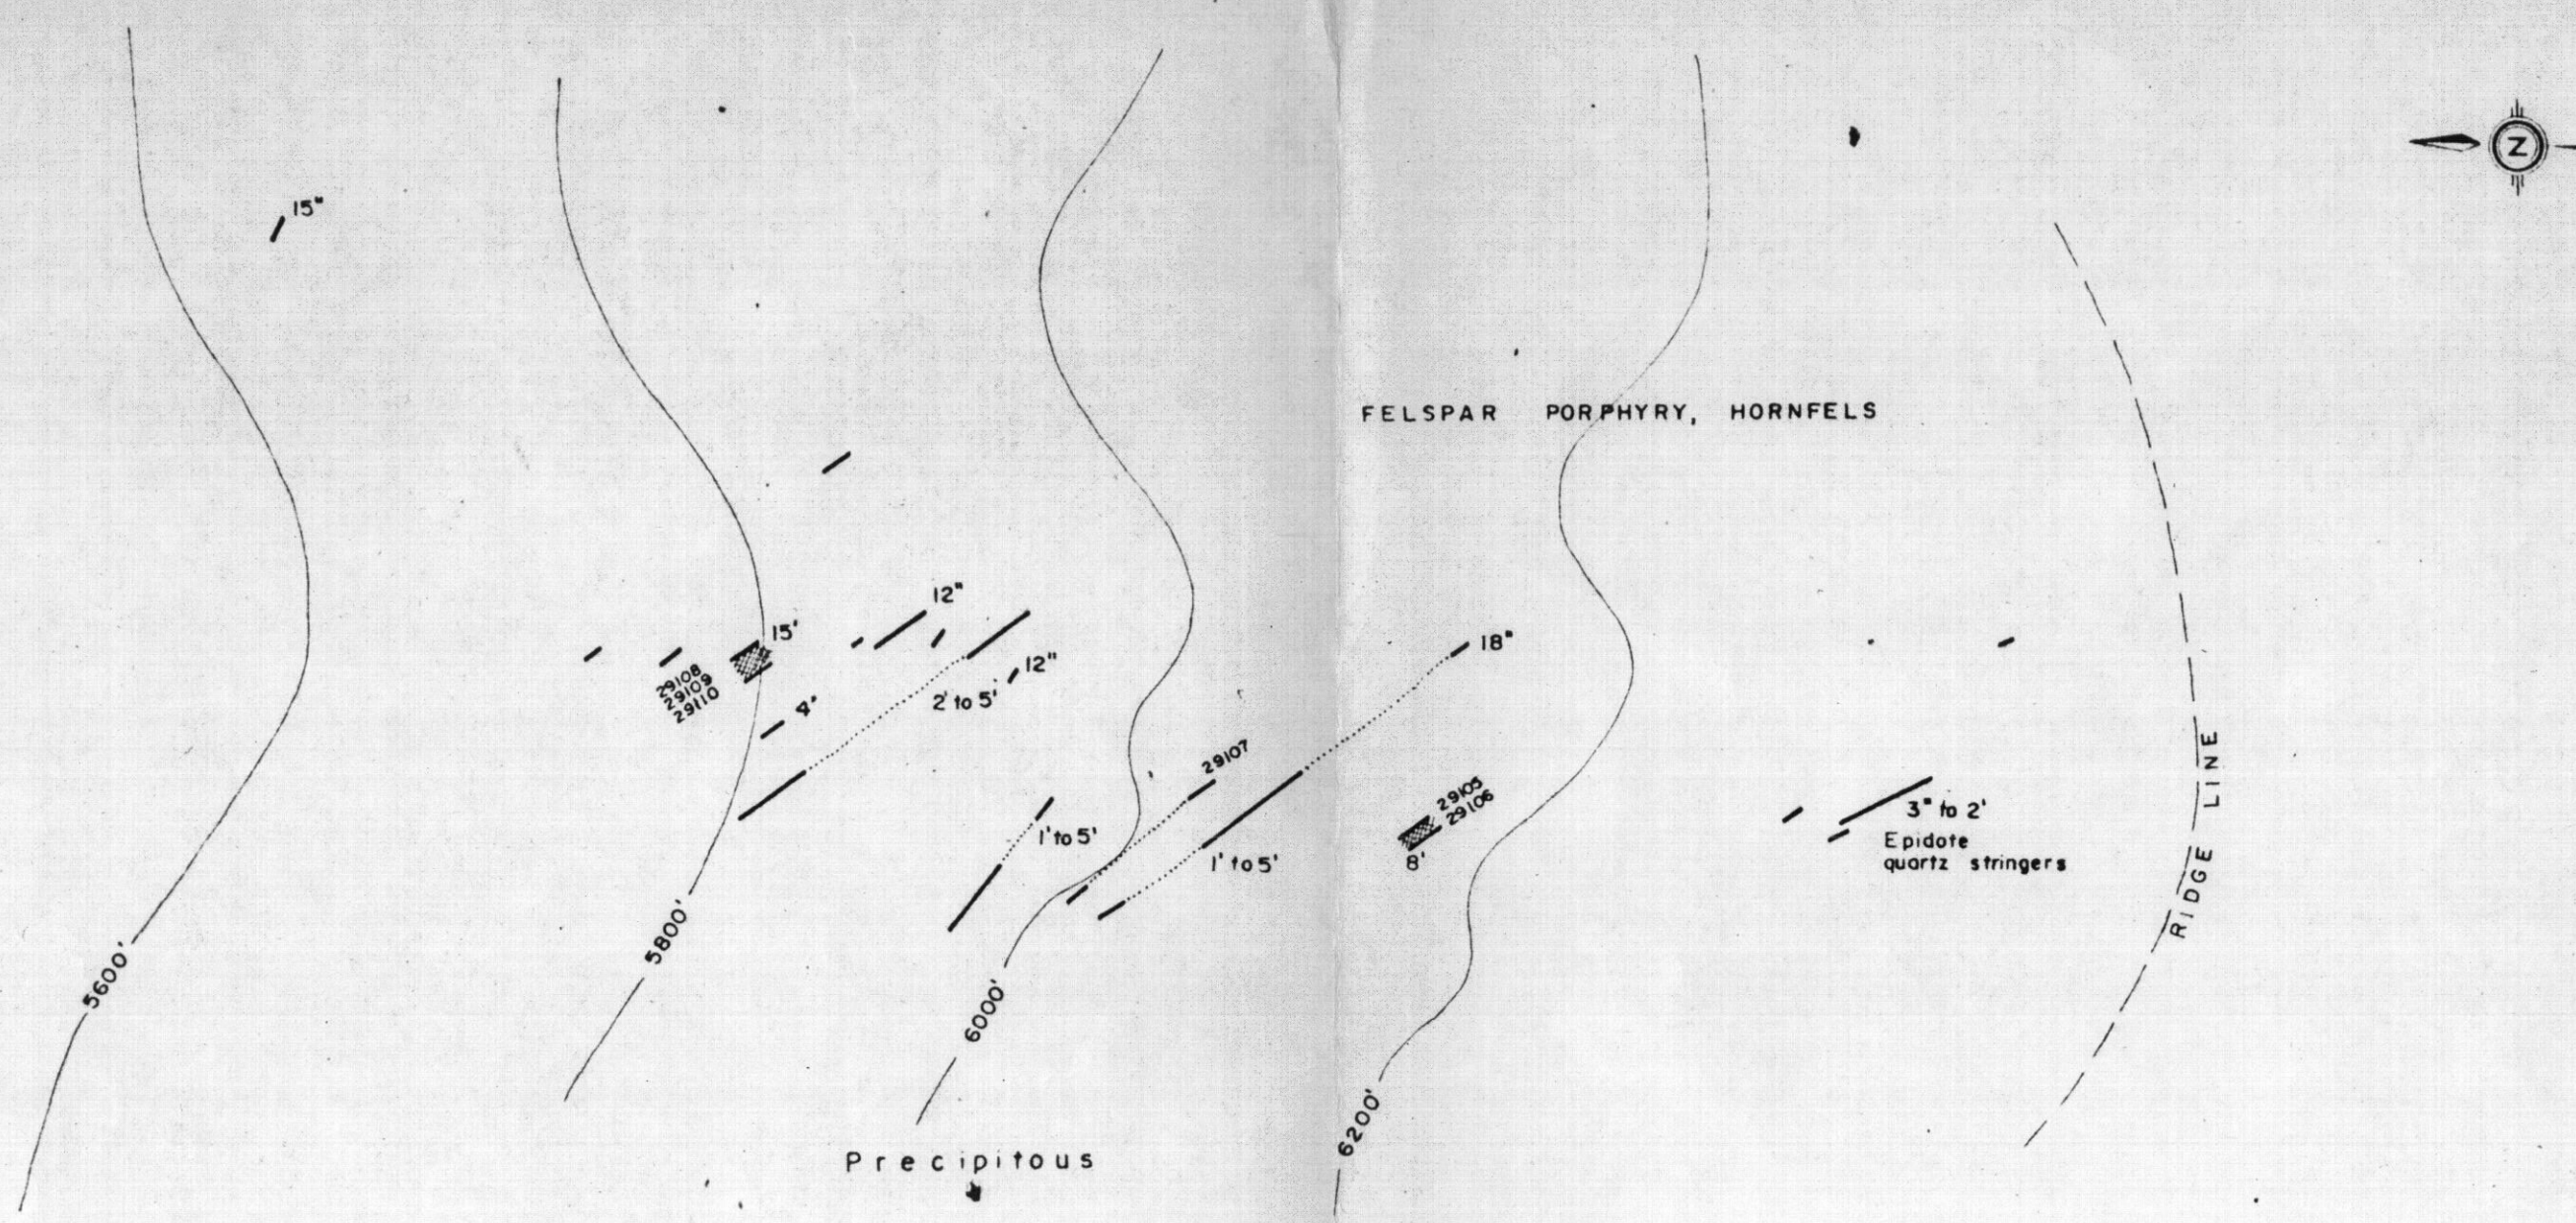 N
15"
FELSPAR PORPHYRY, HORNFELS
12"
15'
18"
12"
29108
29109
29110
2' to 5'
4'
29107
29105
29106
1' to 5'
1' to 5'
8'
3" to 2'
Epidote
quartz stringers
RIDGE LINE
5600'
5800'
6000'
6200'
Precipitous